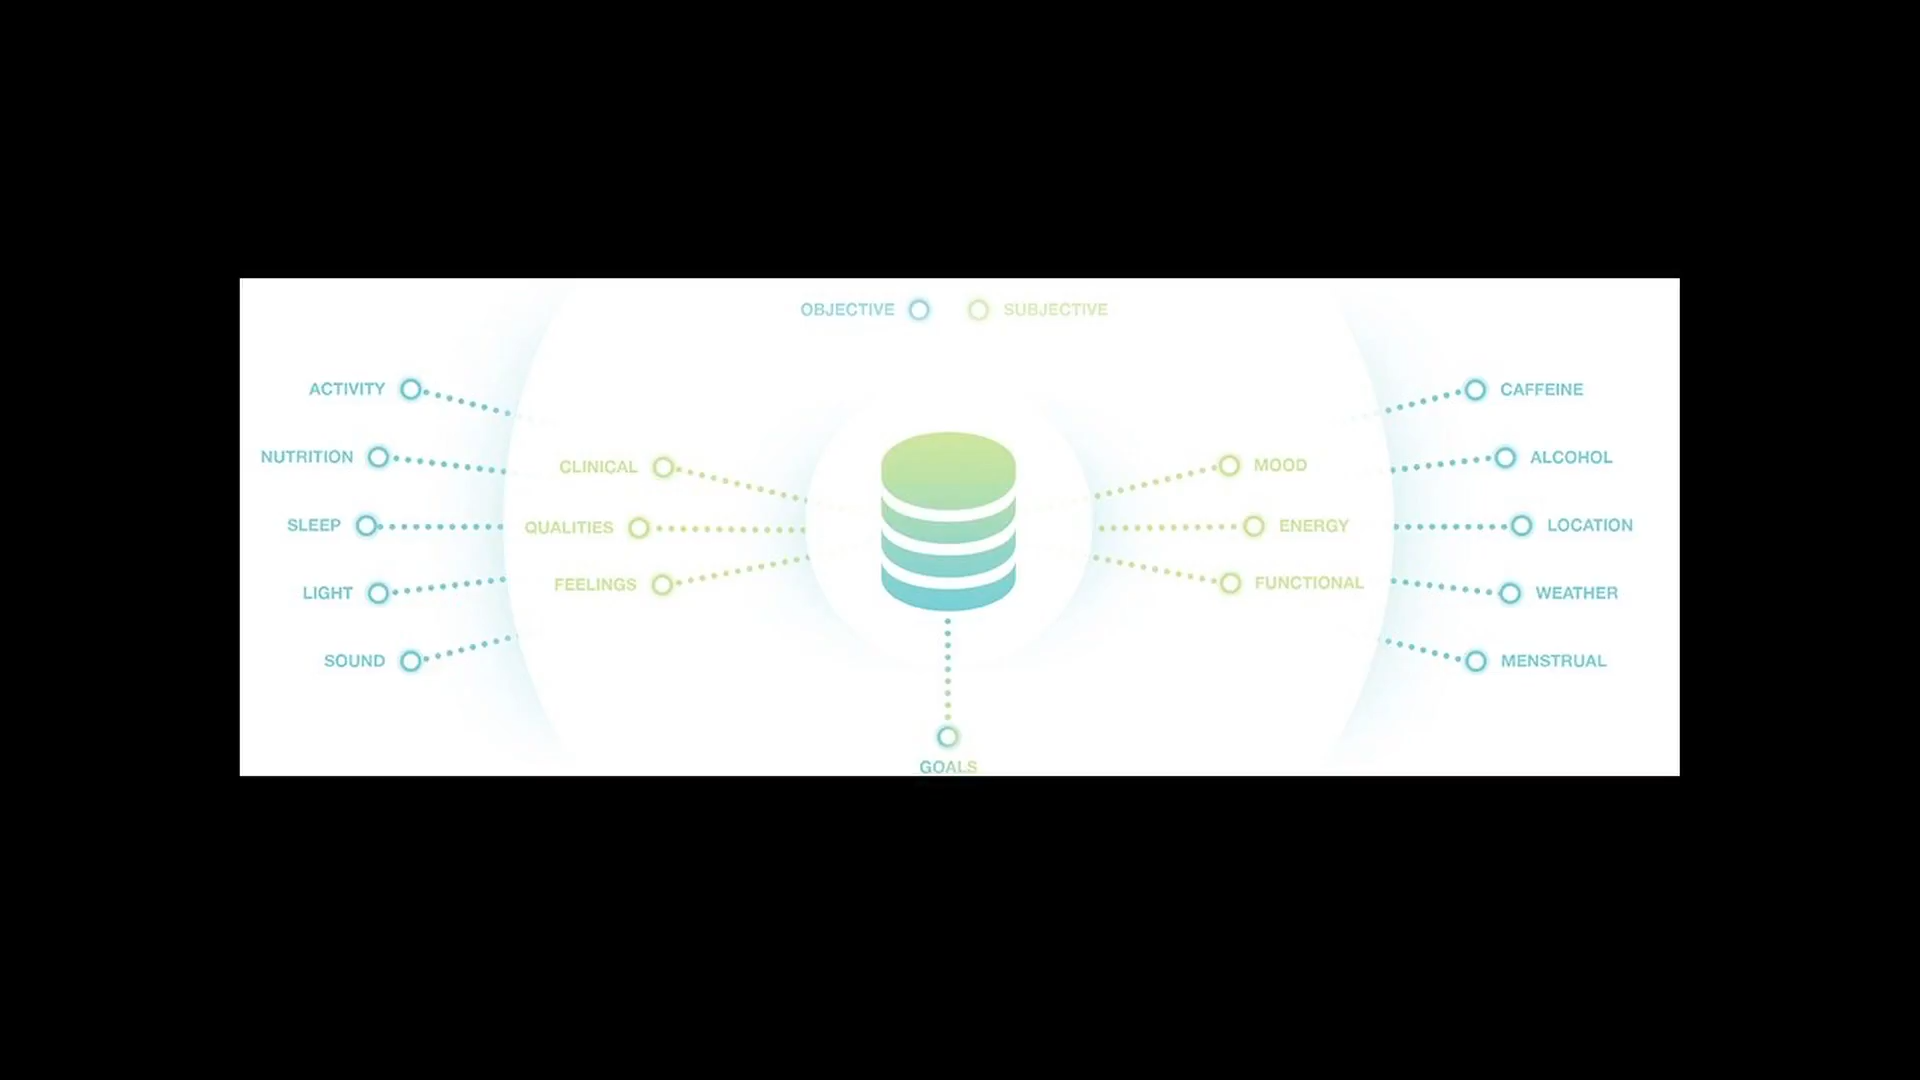 OBJECTIVE SUBJECTIVE
ACTIVITY
NUTRITION
SLEEP
LIGHT
SOUND
CLINICAL
QUALITIES
FEELINGS
MOOD
ENERGY
FUNCTIONAL
CAFFEINE
ALCOHOL
LOCATION
WEATHER
MENSTRUAL
GOALS